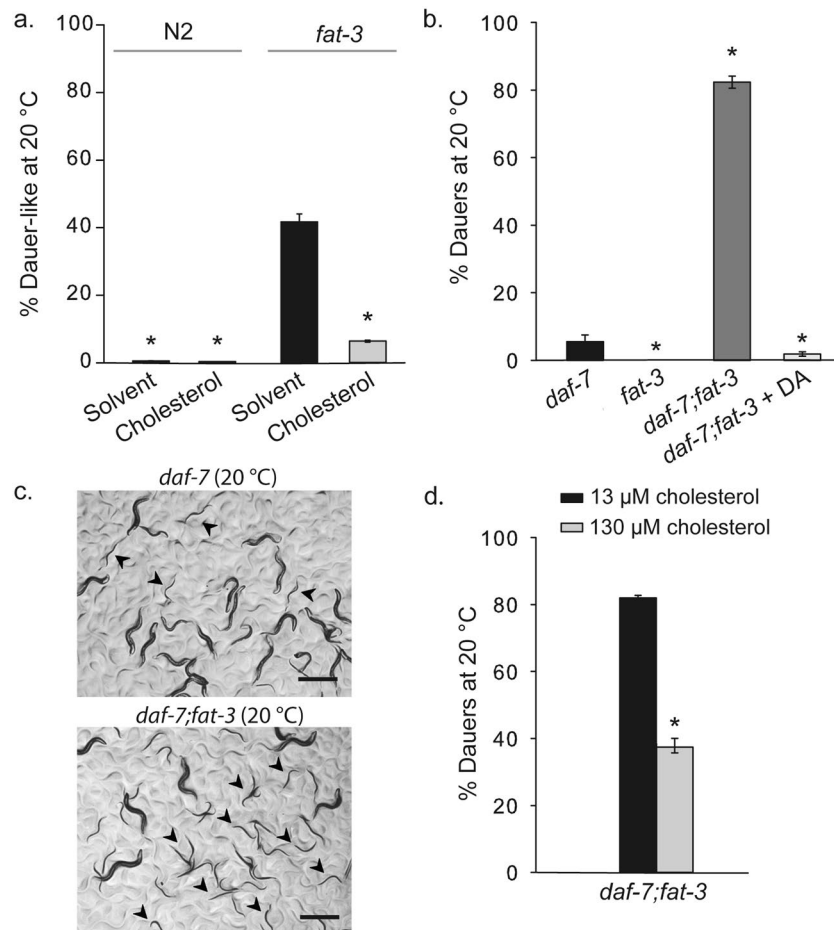 a.
N2
fat-3
% Dauer-like at 20 °C
100
80
60
40
20
0
*
*
*
Solvent
Cholesterol
Solvent
Cholesterol
b.
% Dauers at 20 °C
100
80
60
40
20
0
*
*
*
daf-7
fat-3
daf-7;fat-3
daf-7;fat-3 + DA
c.
daf-7 (20 °C)
daf-7;fat-3 (20 °C)
d.
13 µM cholesterol
130 µM cholesterol
% Dauers at 20 °C
100
80
60
40
20
0
*
daf-7;fat-3